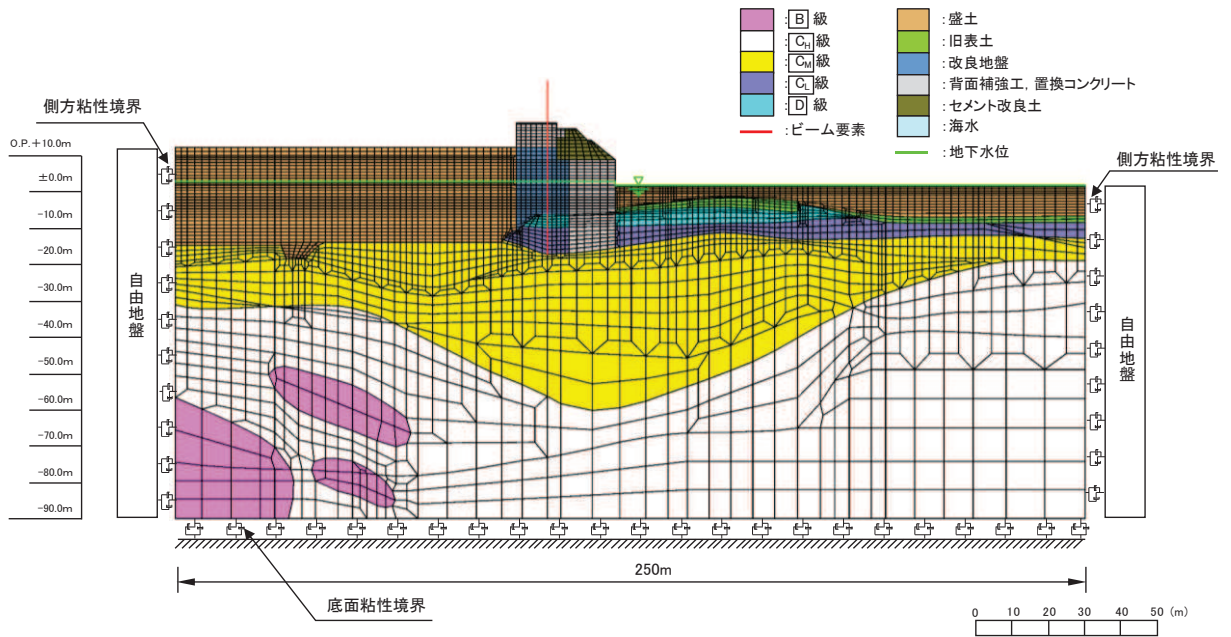 :B 級
:CH級
:CM級
:CL級
:D 級
:ビーム要素
:盛土
:旧表土
:改良地盤
:背面補強工, 置換コンクリート
:セメント改良土
:海水
:地下水位
側方粘性境界
側方粘性境界
O.P.+10.0m
±0.0m
-10.0m
-20.0m
-30.0m
-40.0m
-50.0m
-60.0m
-70.0m
-80.0m
-90.0m
自由地盤
自由地盤
250m
底面粘性境界
0 10 20 30 40 50 (m)